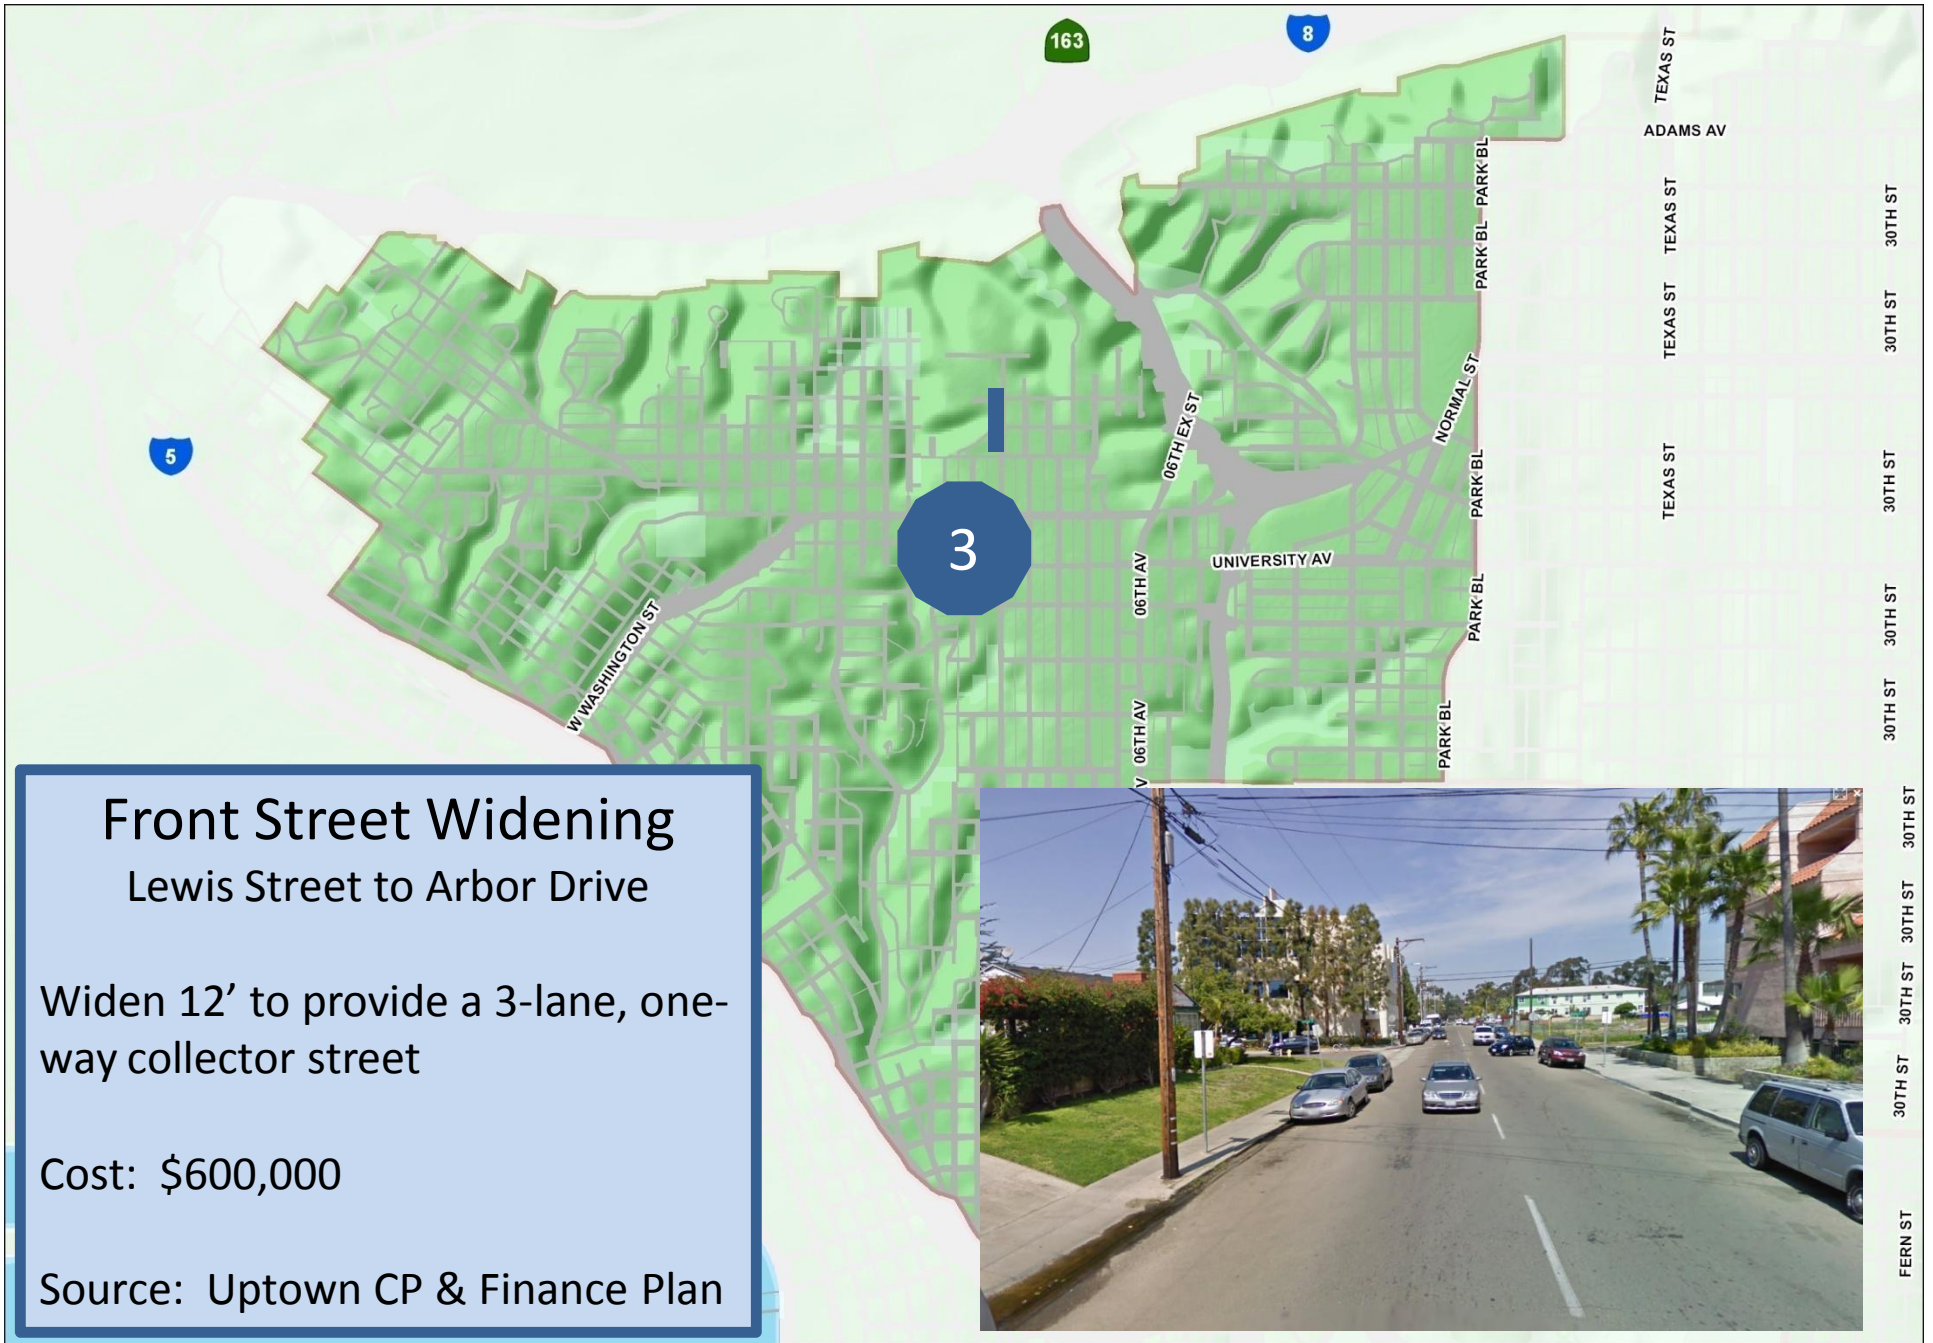 163
8
TEXAS ST
ADAMS AV
PARK BL
TEXAS ST
30TH ST
PARK BL
TEXAS ST
30TH ST
NORMAL ST
06TH EX ST
5
PARK BL
TEXAS ST
30TH ST
3
UNIVERSITY AV
06TH AV
PARK BL
30TH ST
W WASHINGTON ST
06TH AV
PARK BL
30TH ST
V
30TH ST
30TH ST
30TH ST
30TH ST
FERN ST
Front Street Widening
Lewis Street to Arbor Drive
Widen 12’ to provide a 3-lane, one-
way collector street
Cost: $600,000
Source: Uptown CP & Finance Plan